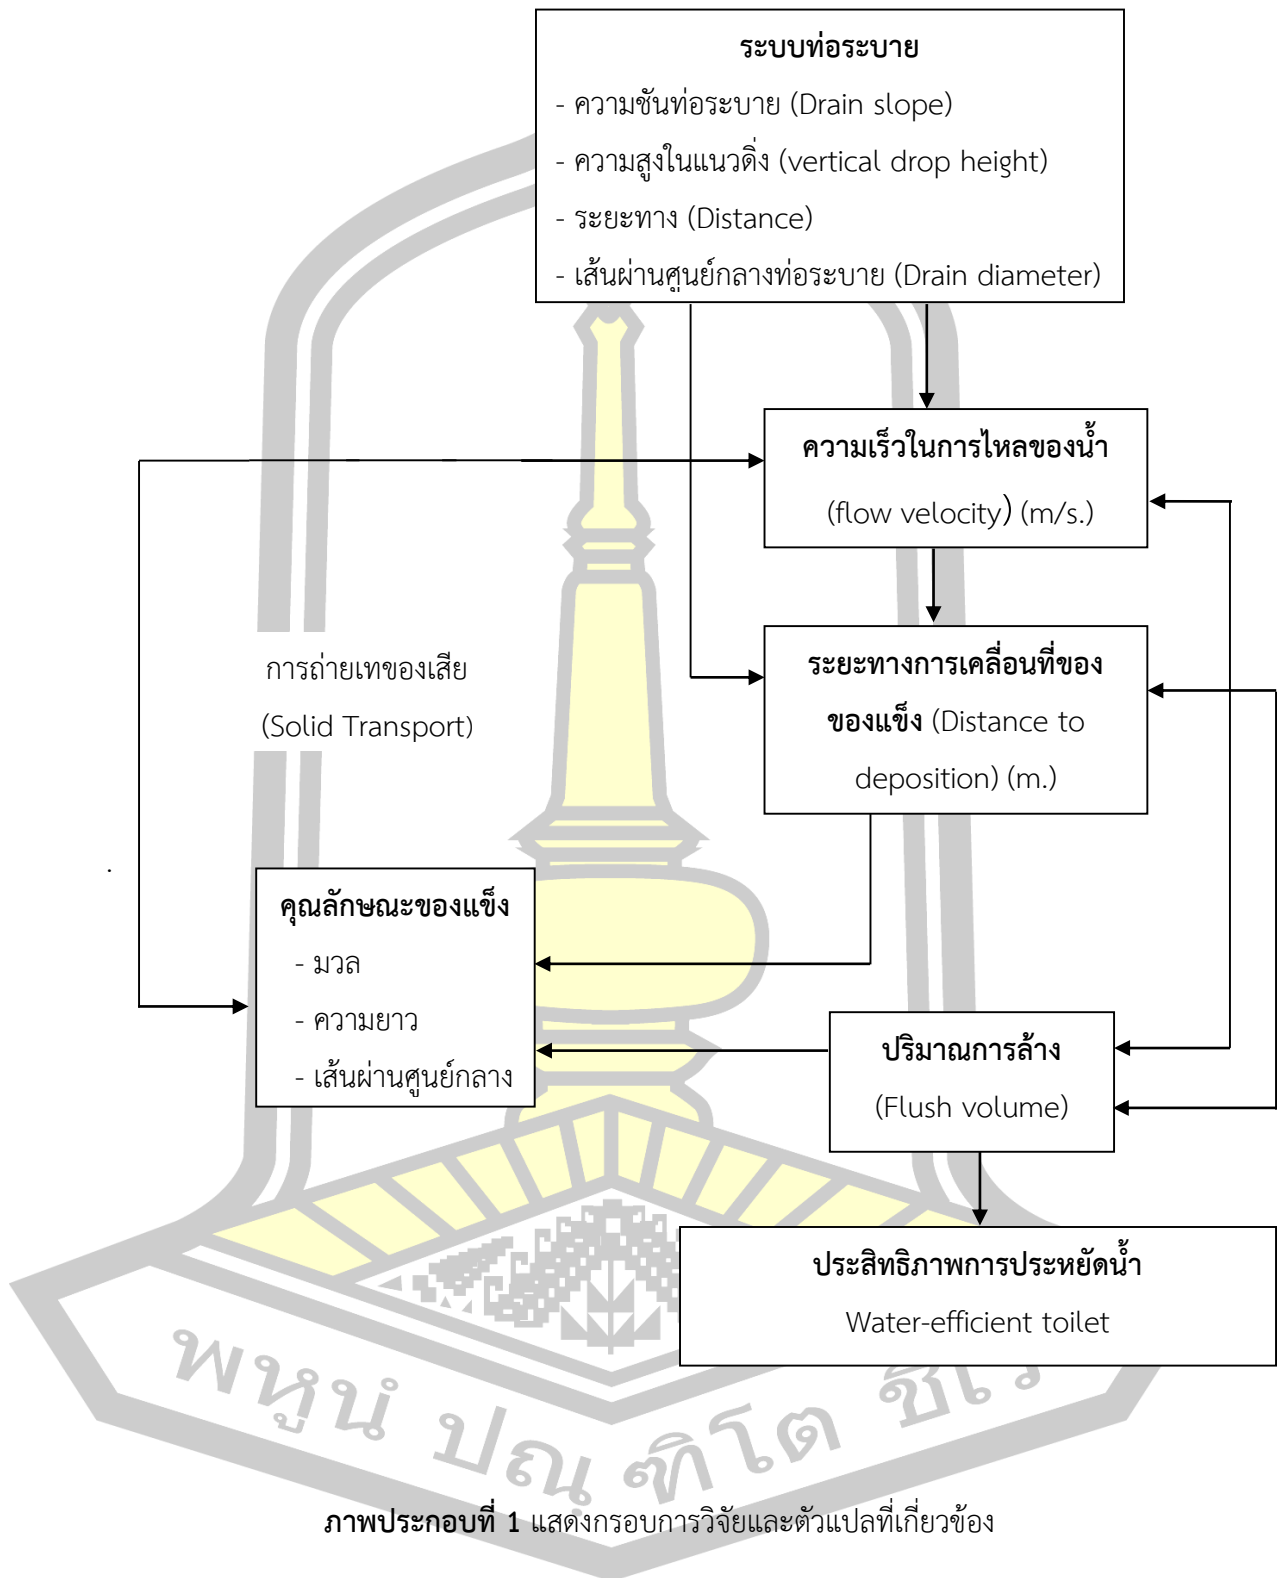 ระบบท่อระบาย
- ความชันท่อระบาย (Drain slope)
- ความสูงในแนวดิ่ง (vertical drop height)
- ระยะทาง (Distance)
- เส้นผ่านศูนย์กลางท่อระบาย (Drain diameter)
ความเร็วในการไหลของน้ำ
(flow velocity) (m/s.)
การถ่ายเทของเสีย
(Solid Transport)
ระยะทางการเคลื่อนที่ของ
ของแข็ง (Distance to
deposition) (m.)
คุณลักษณะของแข็ง
- มวล
- ความยาว
- เส้นผ่านศูนย์กลาง
ปริมาณการล้าง
(Flush volume)
ประสิทธิภาพการประหยัดน้ำ
Water-efficient toilet
พหูนํ ปณฺฑิโต ชีเว
ภาพประกอบที่ 1 แสดงกรอบการวิจัยและตัวแปลที่เกี่ยวข้อง